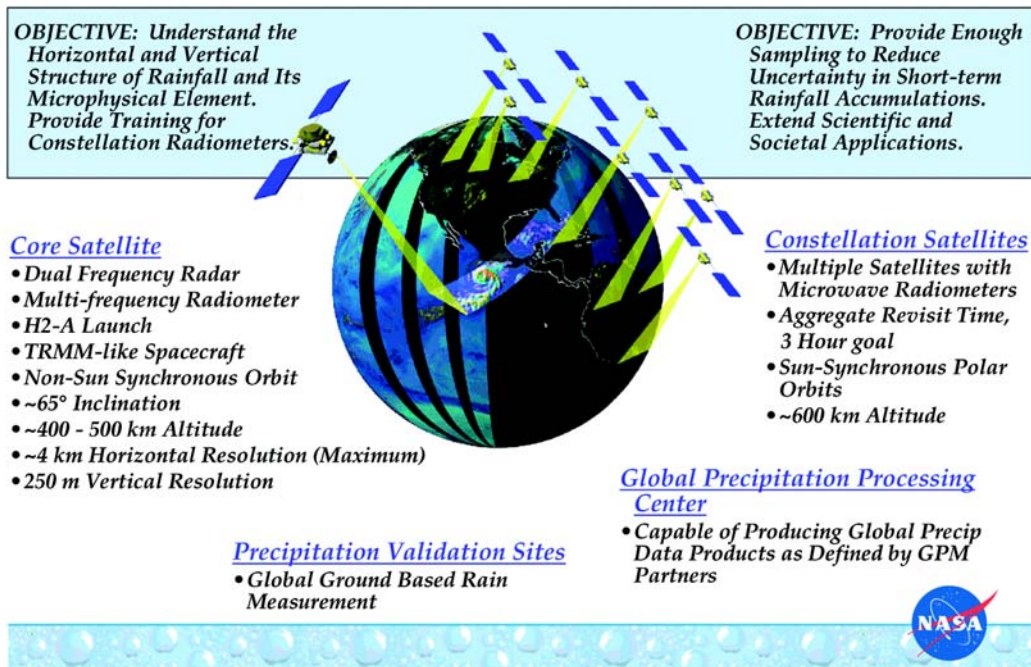 OBJECTIVE: Understand the
Horizontal and Vertical
Structure of Rainfall and Its
Microphysical Element.
Provide Training for
Constellation Radiometers.
OBJECTIVE: Provide Enough
Sampling to Reduce
Uncertainty in Short-term
Rainfall Accumulations.
Extend Scientific and
Societal Applications.
Core Satellite
•Dual Frequency Radar
•Multi-frequency Radiometer
•H2-A Launch
•TRMM-like Spacecraft
•Non-Sun Synchronous Orbit
•~65° Inclination
•~400 - 500 km Altitude
•~4 km Horizontal Resolution (Maximum)
•250 m Vertical Resolution
Constellation Satellites
•Multiple Satellites with
Microwave Radiometers
•Aggregate Revisit Time,
3 Hour goal
•Sun-Synchronous Polar
Orbits
•~600 km Altitude
Precipitation Validation Sites
•Global Ground Based Rain
Measurement
Global Precipitation Processing
Center
•Capable of Producing Global Precip
Data Products as Defined by GPM
Partners
NASA